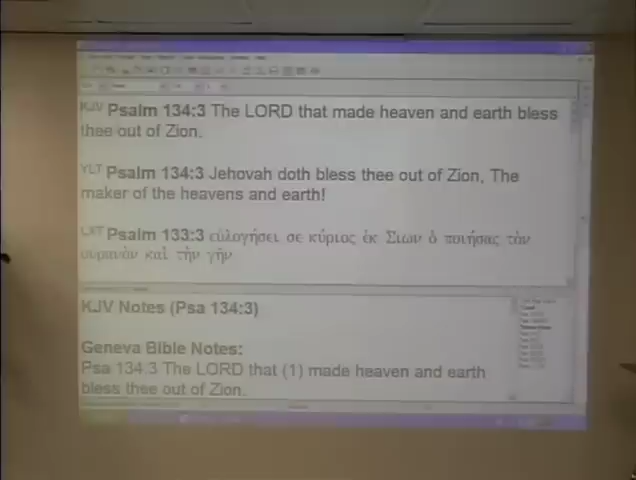 KJV Psalm 134:3 The LORD that made heaven and earth bless
thee out of Zion.
YLT Psalm 134:3 Jehovah doth bless thee out of Zion, The
maker of the heavens and earth!
LXT Psalm 133:3 εὐλογήσει σε κύριος ἐκ Σιων ὁ ποιήσας τὸν
οὐρανὸν καὶ τὴν γῆν
KJV Notes (Psa 134:3)
Geneva Bible Notes:
Psa 134:3 The LORD that (1) made heaven and earth
bless thee out of Zion.